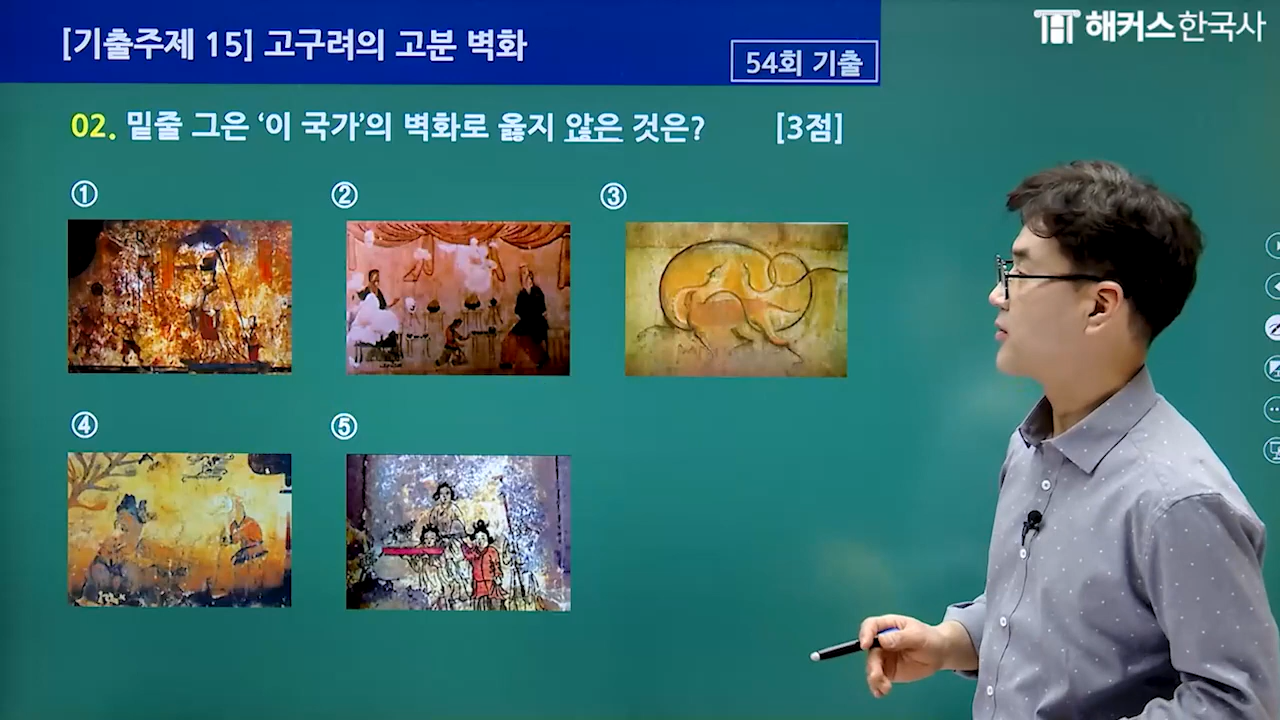 [기출주제 15] 고구려의 고분 벽화
54회 기출
해커스한국사
02. 밑줄 그은 ‘이 국가’의 벽화로 옳지 않은 것은? [3점]
① ② ③
④ ⑤